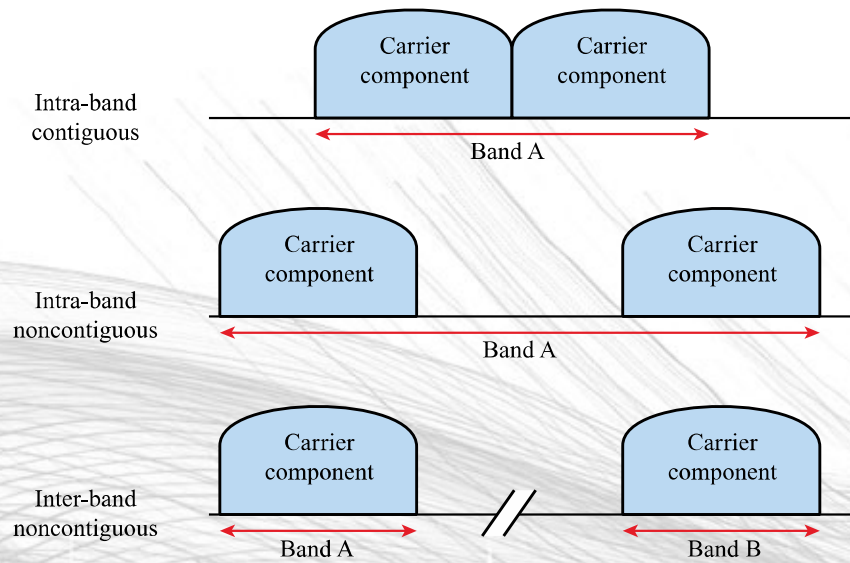 Carrier
component
Carrier
component
Intra-band
contiguous
Band A
Carrier
component
Carrier
component
Intra-band
noncontiguous
Band A
Carrier
component
Carrier
component
Inter-band
noncontiguous
Band A
Band B